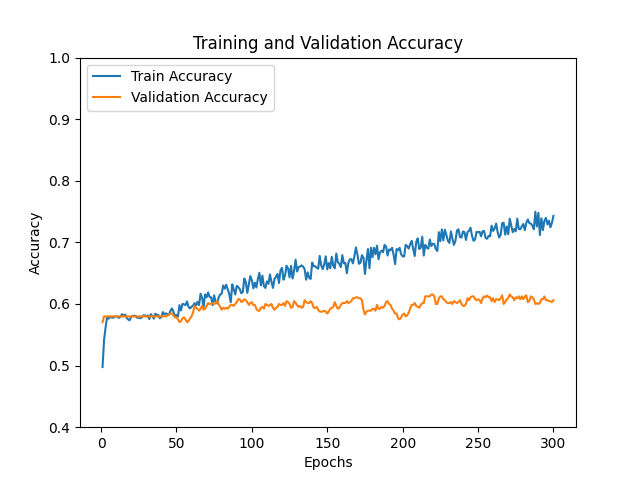 Training and Validation Accuracy
Train Accuracy
Validation Accuracy
1.0
0.9
0.8
0.7
0.6
0.5
0.4
Accuracy
0 50 100 150 200 250 300
Epochs